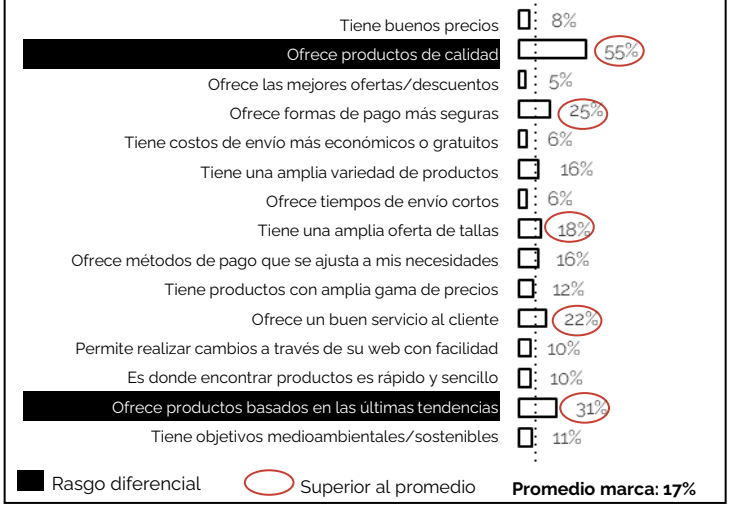 Tiene buenos precios 8%
Ofrece productos de calidad 55%
Ofrece las mejores ofertas/descuentos 5%
Ofrece formas de pago más seguras 25%
Tiene costos de envío más económicos o gratuitos 6%
Tiene una amplia variedad de productos 16%
Ofrece tiempos de envío cortos 6%
Tiene una amplia oferta de tallas 18%
Ofrece métodos de pago que se ajusta a mis necesidades 16%
Tiene productos con amplia gama de precios 12%
Ofrece un buen servicio al cliente 22%
Permite realizar cambios a través de su web con facilidad 10%
Es donde encontrar productos es rápido y sencillo 10%
Ofrece productos basados en las últimas tendencias 31%
Tiene objetivos medioambientales/sostenibles 11%
Rasgo diferencial Superior al promedio Promedio marca: 17%